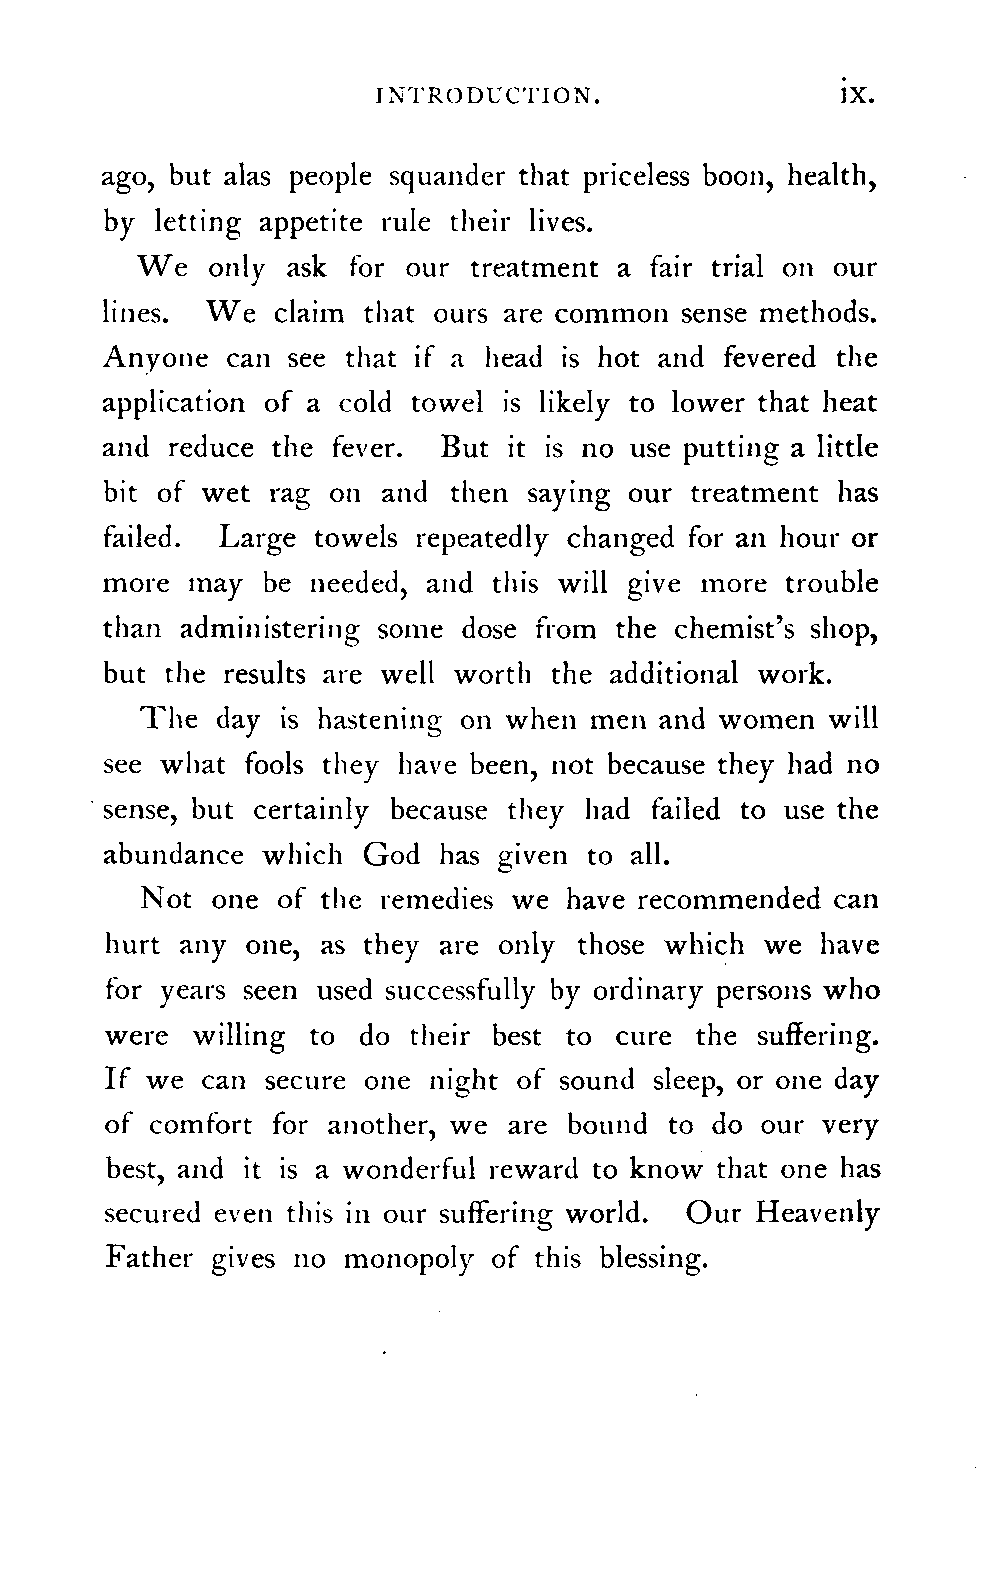 INTRODUCTION. ix.
ago, but alas people squander that priceless boon, health,
by letting appetite rule their lives.
We only ask for our treatment a fair trial on our
lines. We claim that ours are common sense methods.
Anyone can see that if a head is hot and fevered the
application of a cold towel is likely to lower that heat
and reduce the fever. But it is no use putting a little
bit of wet rag on and then saying our treatment has
failed. Large towels repeatedly changed for an hour or
more may be needed, and this will give more trouble
than administering some dose from the chemist's shop,
but the results are well worth the additional work.
The day is hastening on when men and women will
see what fools they have been, not because they had no
sense, but certainly because they had failed to use the
abundance which God has given to all.
Not one of the remedies we have recommended can
hurt any one, as they are only those which we have
for years seen used successfully by ordinary persons who
were willing to do their best to cure the suffering.
If we can secure one night of sound sleep, or one day
of comfort for another, we are bound to do our very
best, and it is a wonderful reward to know that one has
secured even this in our suffering world. Our Heavenly
Father gives no monopoly of this blessing.